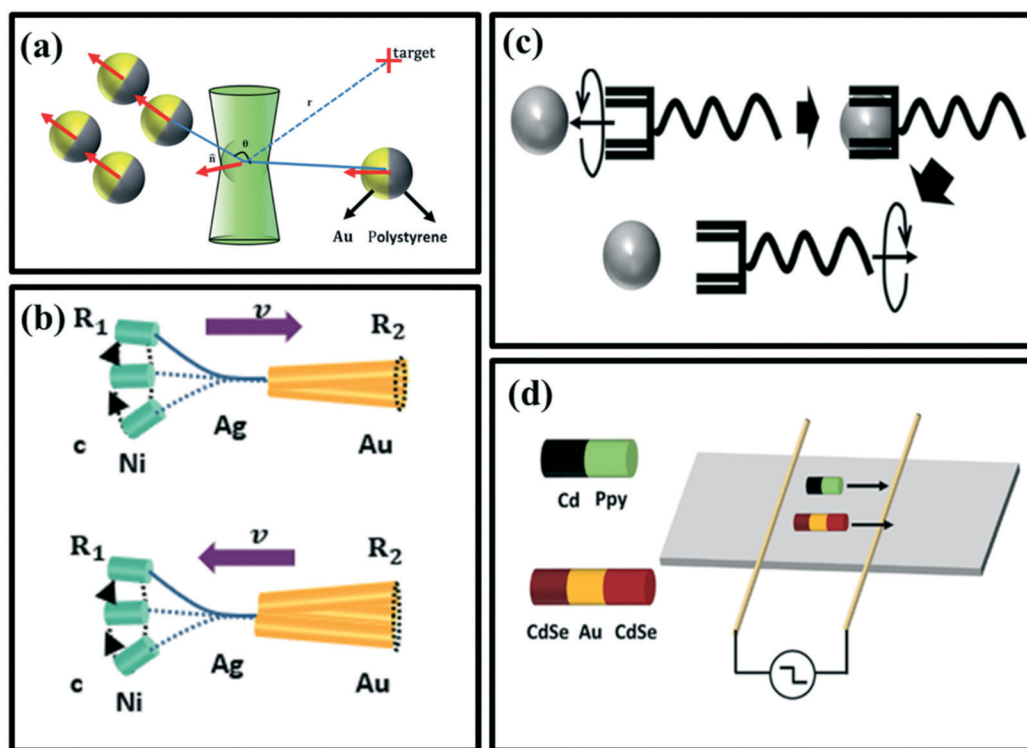 (a)
target
r
θ
n̂
Au Polystyrene
(b)
R₁ v R₂
Ag
c Ni Au
R₁ v R₂
Ag
c Ni Au
(c)
(d)
Cd Ppy
CdSe Au CdSe